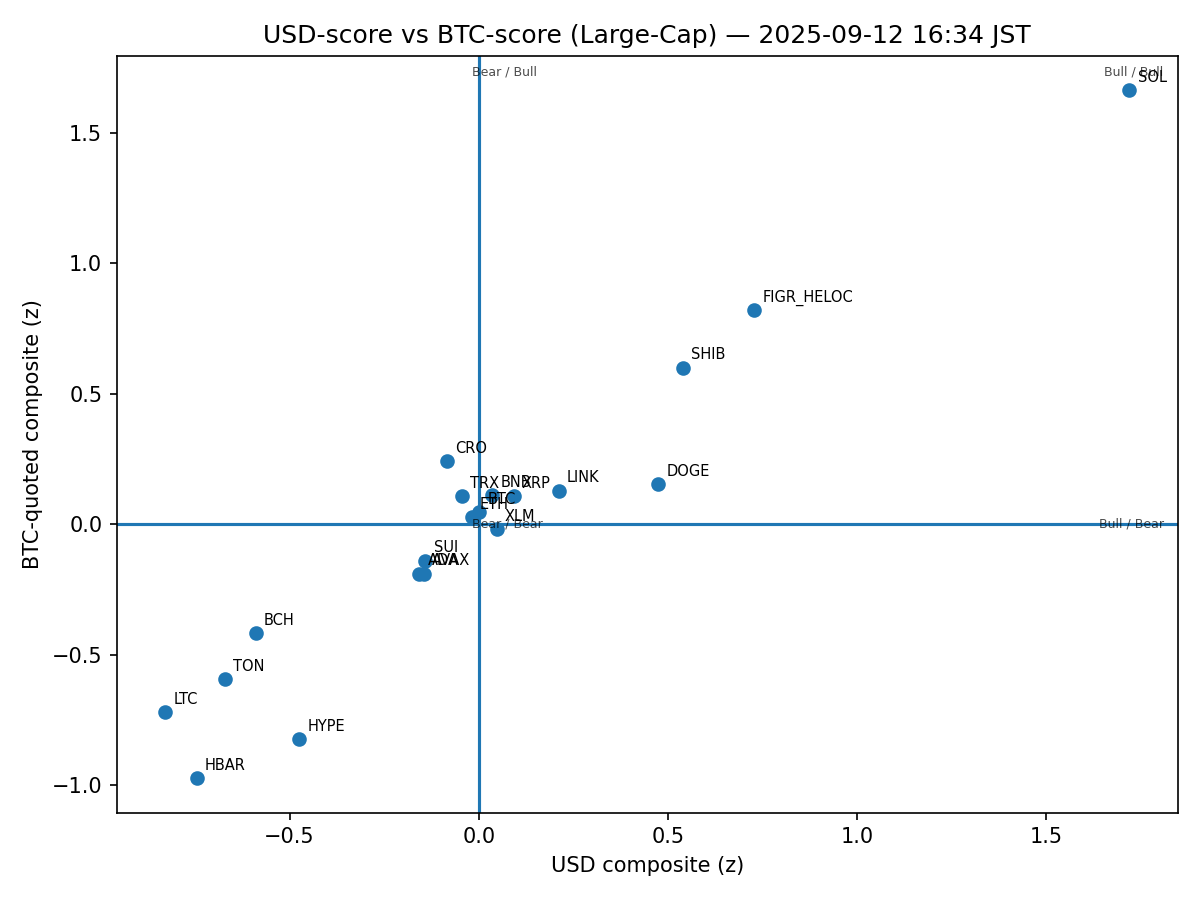 USD-score vs BTC-score (Large-Cap) — 2025-09-12 16:34 JST
Bear / Bull
Bull / Bull
SOL
1.5
1.0
FIGR_HELOC
SHIB
0.5
CRO
DOGE
LINK
TRX
BNB
XRP
BTC
ETH
XLM
0.0
Bear / Bear
Bull / Bear
SUI
ADA
AVAX
BCH
−0.5
TON
LTC
HYPE
HBAR
−1.0
−0.5
0.0
0.5
1.0
1.5
USD composite (z)
BTC-quoted composite (z)